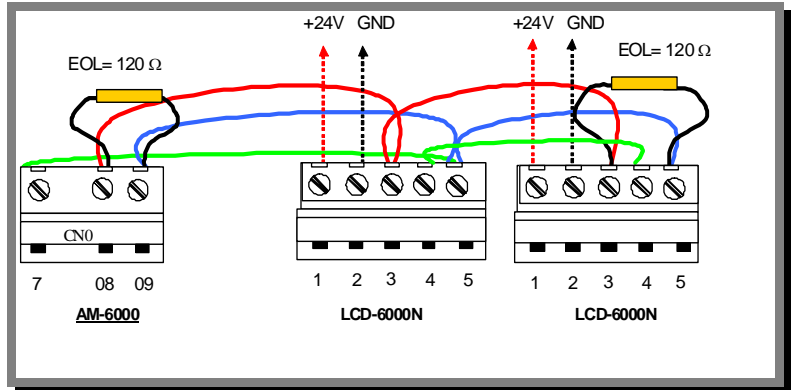 +24V GND
+24V GND
EOL= 120 Ω
EOL= 120 Ω
CN0
7 08 09
1 2 3 4 5
1 2 3 4 5
AM-6000
LCD-6000N
LCD-6000N